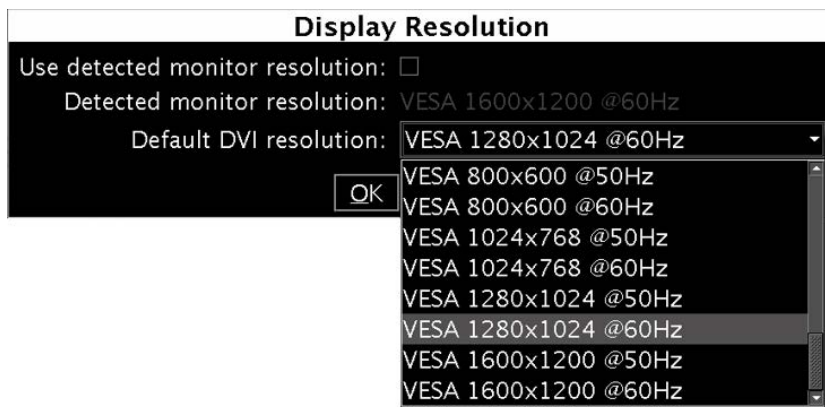 Display Resolution
Use detected monitor resolution:
Detected monitor resolution: VESA 1600x1200 @60Hz
Default DVI resolution: VESA 1280x1024 @60Hz
OK
VESA 800x600 @50Hz
VESA 800x600 @60Hz
VESA 1024x768 @50Hz
VESA 1024x768 @60Hz
VESA 1280x1024 @50Hz
VESA 1280x1024 @60Hz
VESA 1600x1200 @50Hz
VESA 1600x1200 @60Hz